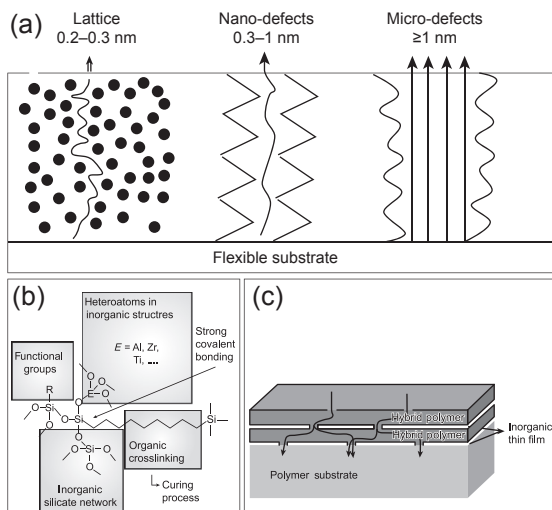 (a)
Lattice
0.2–0.3 nm
Nano-defects
0.3–1 nm
Micro-defects
≥1 nm
Flexible substrate
(b)
Heteroatoms in
inorganic structres
E = Al, Zr,
Ti, ....
Strong
covalent
bonding
Functional
groups
R
Si
O
O
O
E
O
O
O
Si
O
Si
O
Si
O
O
O
Organic
crosslinking
Curing
process
Inorganic
silicate network
(c)
Hybrid polymer
Hybrid polymer
Inorganic
thin film
Polymer substrate